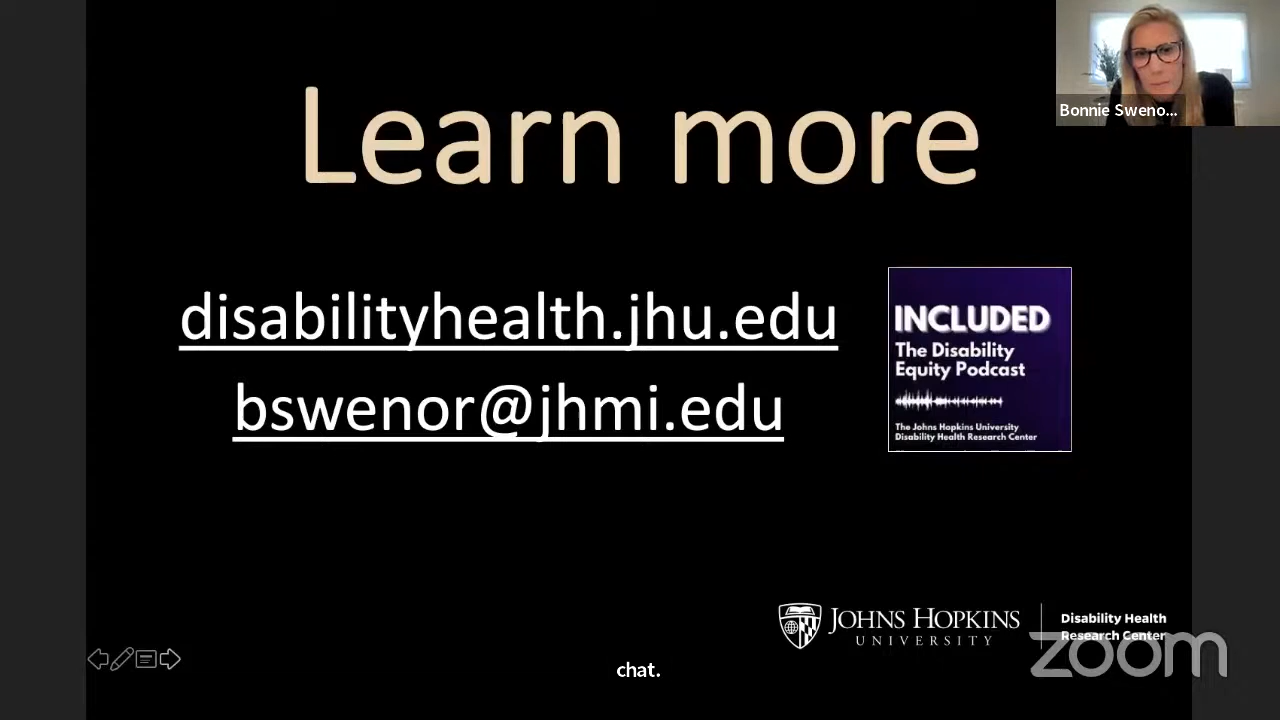 Learn more
Bonnie Sweno...
disabilityhealth.jhu.edu
bswenor@jhmi.edu
INCLUDED
The Disability
Equity Podcast
The Johns Hopkins University
Disability Health Research Center
JOHNS HOPKINS
UNIVERSITY
Disability Health
Research Center
zoom
chat.